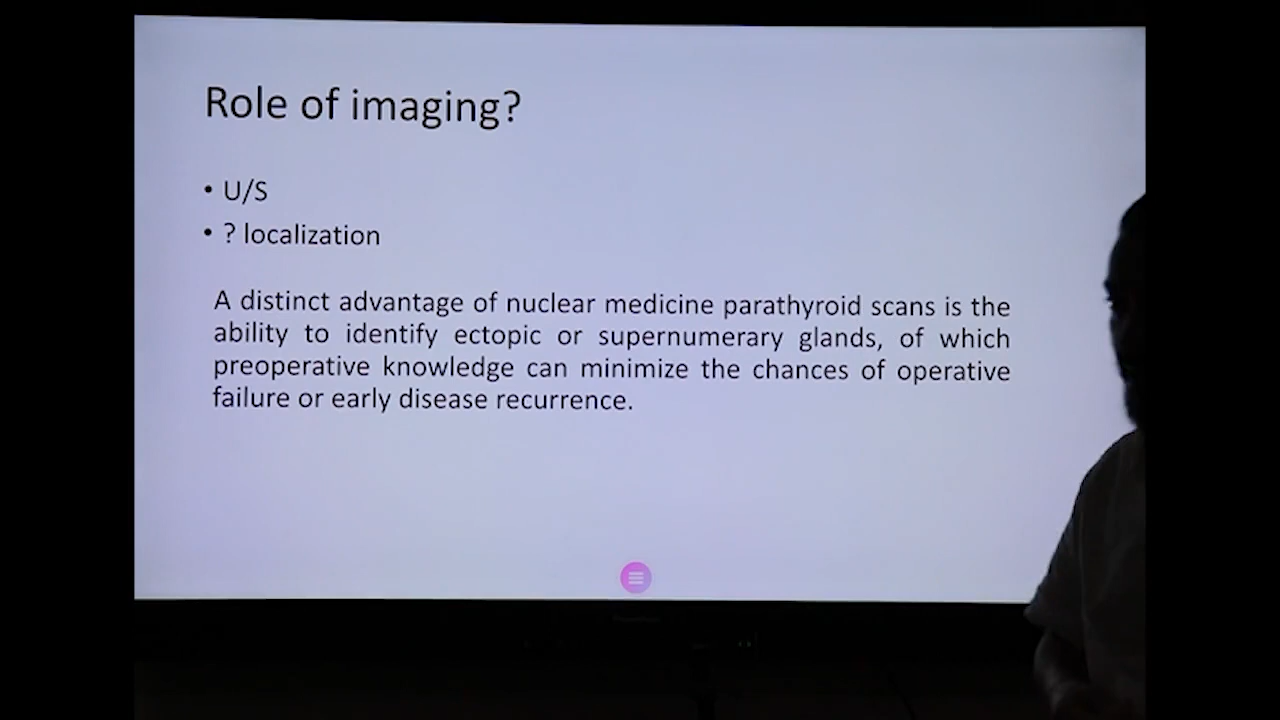 Role of imaging?
• U/S
• ? localization
A distinct advantage of nuclear medicine parathyroid scans is the
ability to identify ectopic or supernumerary glands, of which
preoperative knowledge can minimize the chances of operative
failure or early disease recurrence.